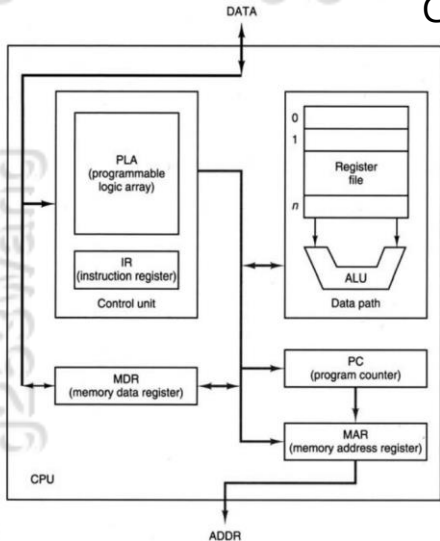 DATA
C
PLA
(programmable
logic array)
IR
(instruction register)
Control unit
0
1
n
Register
file
ALU
Data path
MDR
(memory data register)
PC
(program counter)
MAR
(memory address register)
CPU
ADDR